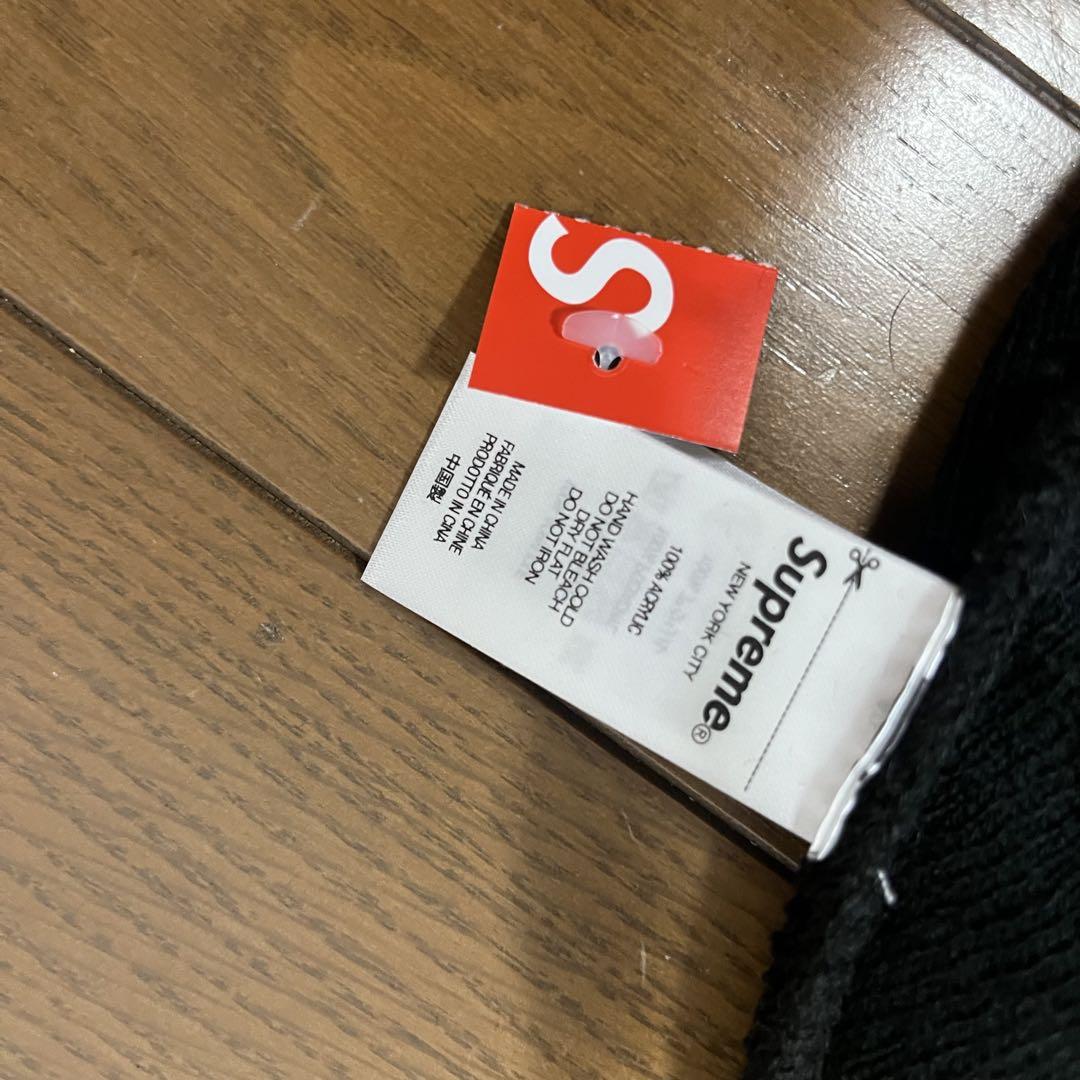 S
Supreme®
NEW YORK CITY
100% ACRYLIC
HAND WASH COLD
DO NOT BLEACH
DRY FLAT
DO NOT IRON
MADE IN CHINA
FABRIQUÉ EN CHINE
PRODOTTO IN CINA
中国製